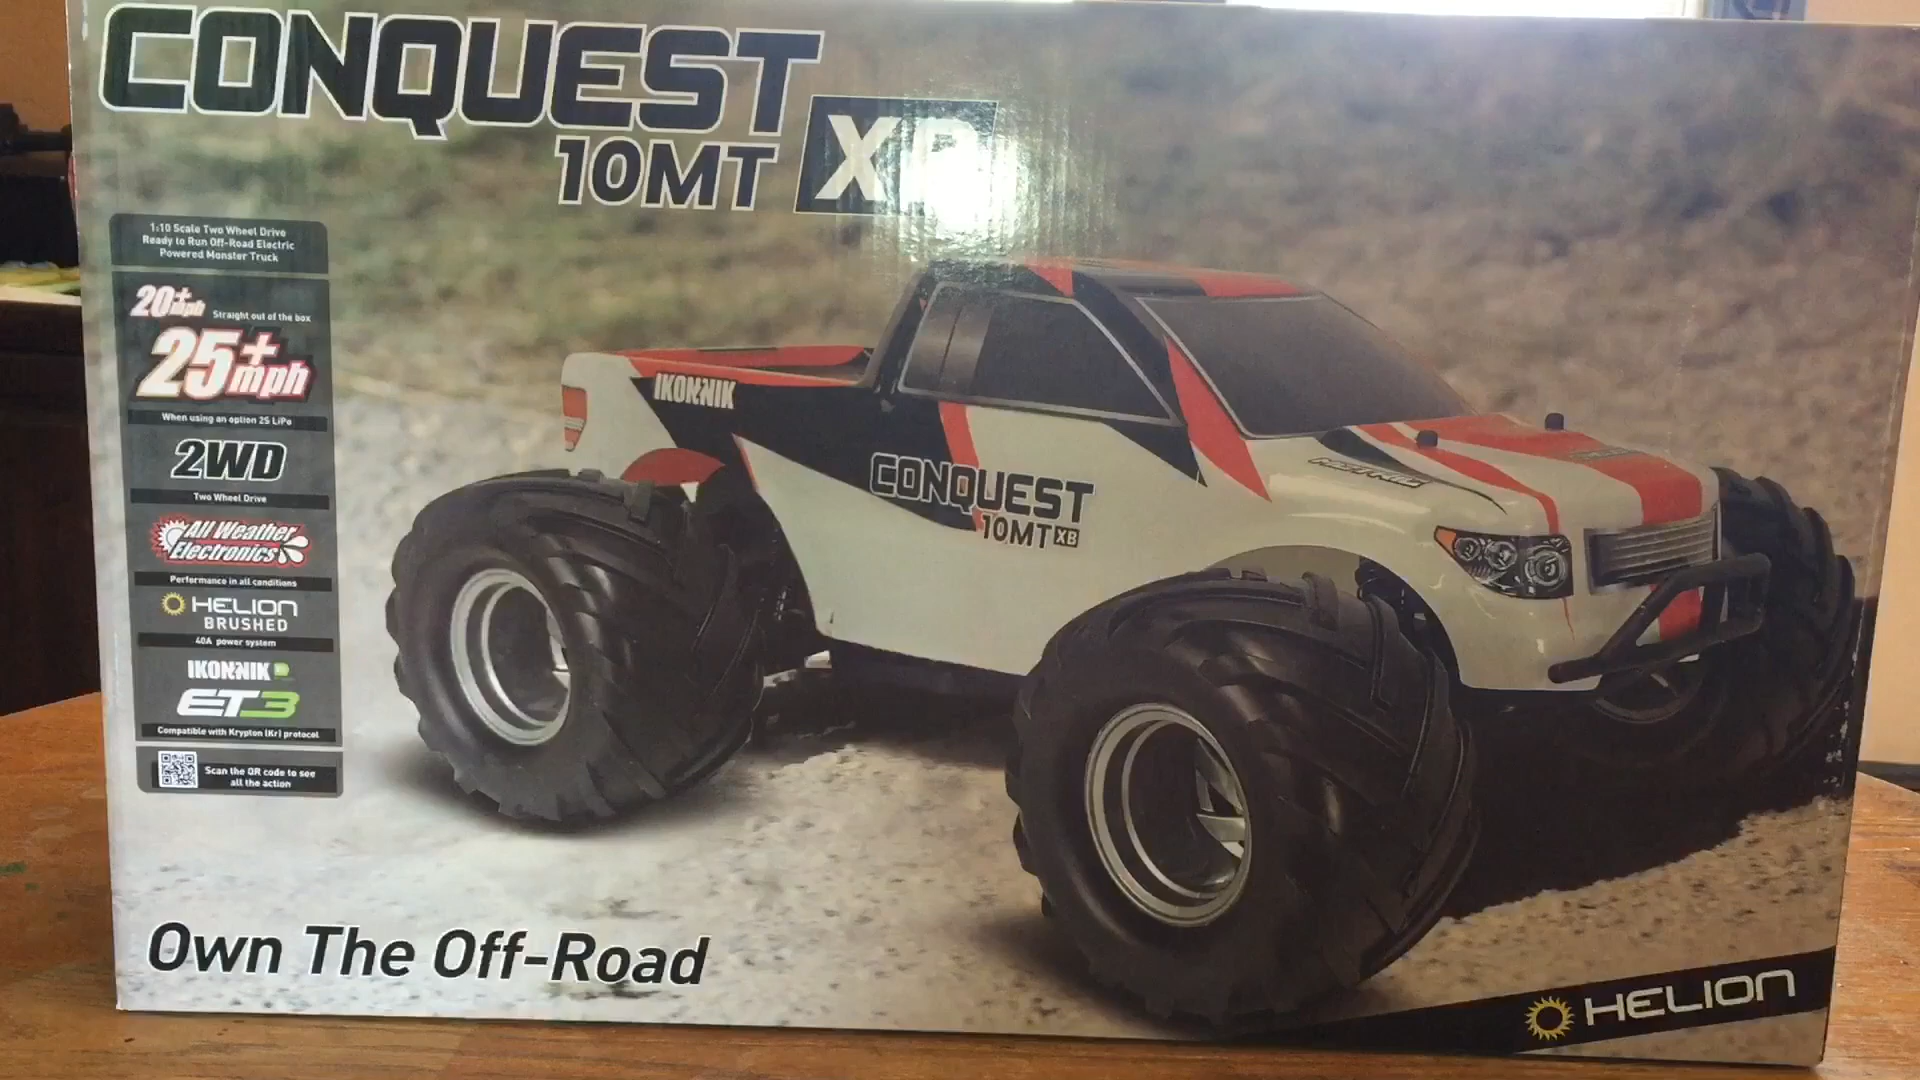 CONQUEST
10MT XB
1:10 Scale Two Wheel Drive
Ready to Run Off-Road Electric
Powered Monster Truck
20+mph Straight out of the box
25+mph
When using an option 2S LiPo
2WD
Two Wheel Drive
All Weather
Electronics
Performance in all conditions
HELION
BRUSHED
40A power system
IKONNIK
ET3
Compatible with Krypton (Kr) protocol
Scan the QR code to see
all the action
IKONNIK
CONQUEST
10MT XB
Own The Off-Road
HELION